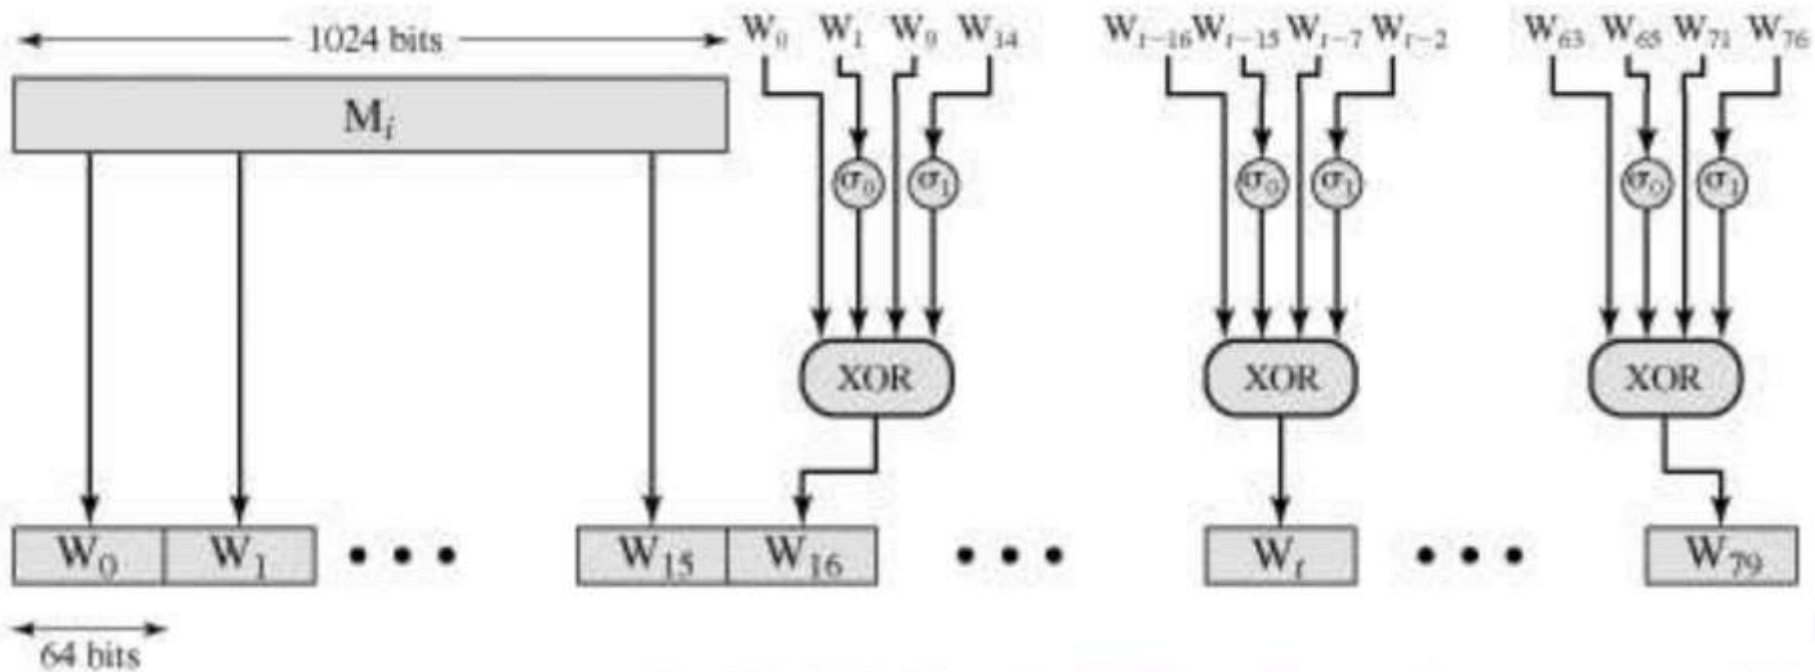 1024 bits W₀ W₁ W₉ W₁₄ Wₜ₋₁₆ Wₜ₋₁₅ Wₜ₋₇ Wₜ₋₂ W₆₃ W₆₅ W₇₁ W₇₆
Mᵢ
σ₀ σ₁ σ₀ σ₁ σ₀ σ₁
XOR XOR XOR
W₀ W₁ • • • W₁₅ W₁₆ • • • Wₜ • • • W₇₉
64 bits